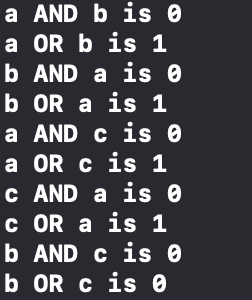 a AND b is 0
a OR b is 1
b AND a is 0
b OR a is 1
a AND c is 0
a OR c is 1
c AND a is 0
c OR a is 1
b AND c is 0
b OR c is 0